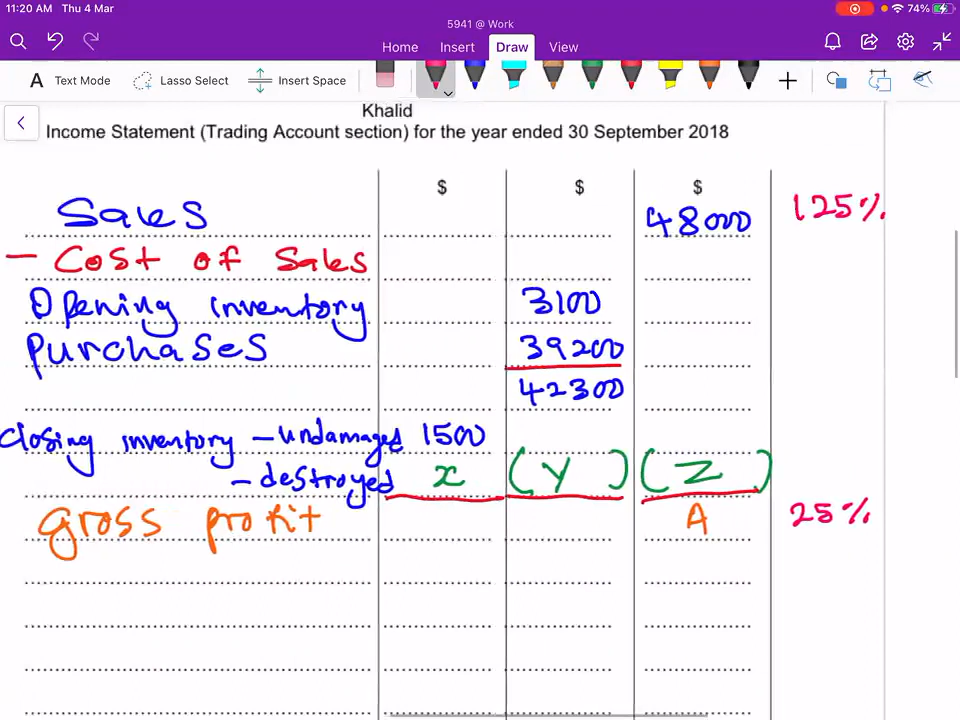 11:20 AM Thu 4 Mar 74%
5941 @ Work
Home Insert Draw View
A Text Mode Lasso Select Insert Space
Khalid
Income Statement (Trading Account section) for the year ended 30 September 2018
$ $ $
Sales 48000 125%
- Cost of Sales
Opening inventory 3100
Purchases 39200
42300
Closing inventory - undamaged 1500
- destroyed x (Y) (Z)
gross profit A 25%